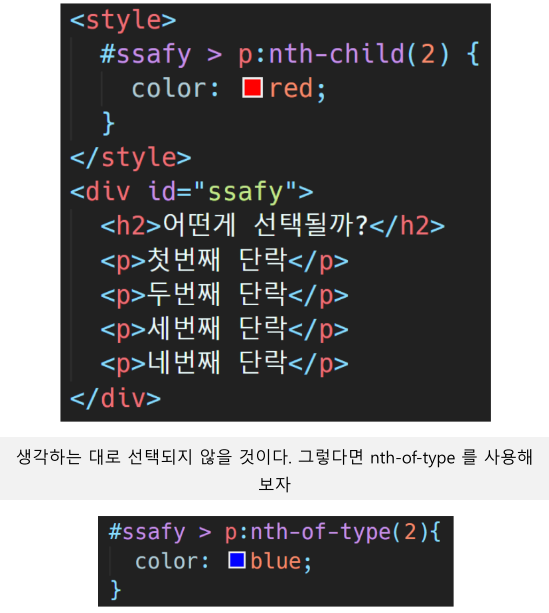 <style>
#ssafy > p:nth-child(2) {
color: red;
}
</style>
<div id="ssafy">
<h2>어떤게 선택될까?</h2>
<p>첫번째 단락</p>
<p>두번째 단락</p>
<p>세번째 단락</p>
<p>네번째 단락</p>
</div>
생각하는 대로 선택되지 않을 것이다. 그렇다면 nth-of-type 를 사용해
보자
#ssafy > p:nth-of-type(2){
color: blue;
}